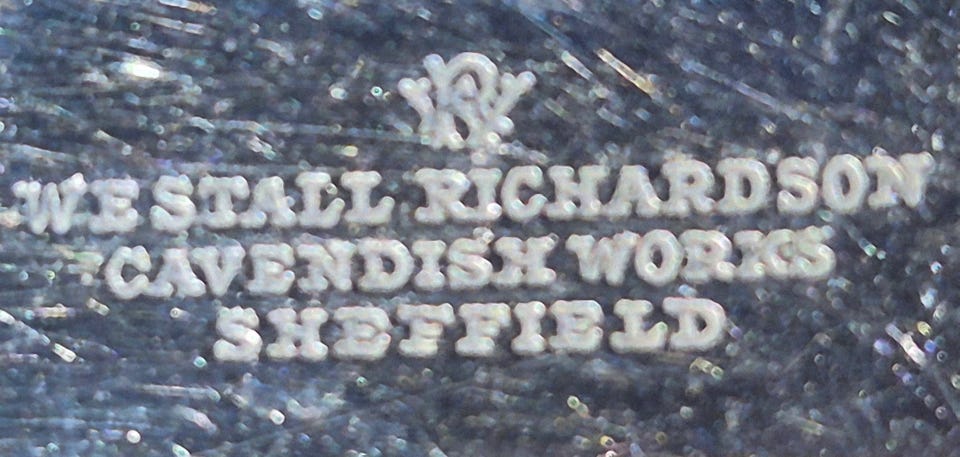 WESTALL RICHARDSON
CAVENDISH WORKS
SHEFFIELD